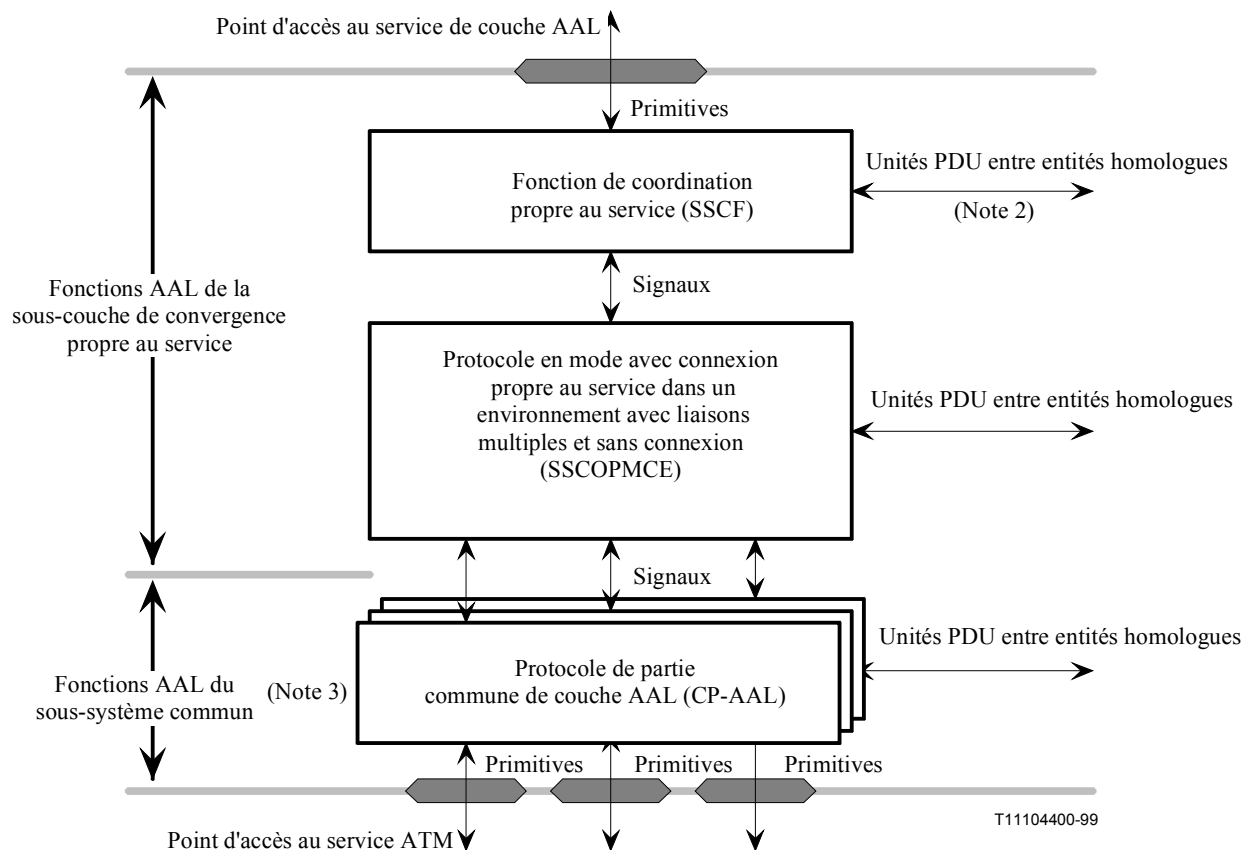 Point d'accès au service de couche AAL
Primitives
Fonction de coordination
propre au service (SSCF)
Unités PDU entre entités homologues
(Note 2)
Signaux
Fonctions AAL de la
sous-couche de convergence
propre au service
Protocole en mode avec connexion
propre au service dans un
environnement avec liaisons
multiples et sans connexion
(SSCOPMCE)
Unités PDU entre entités homologues
Signaux
Fonctions AAL du
sous-système commun
(Note 3)
Protocole de partie
commune de couche AAL (CP-AAL)
Unités PDU entre entités homologues
Primitives
Primitives
Primitives
Point d'accès au service ATM
T11104400-99